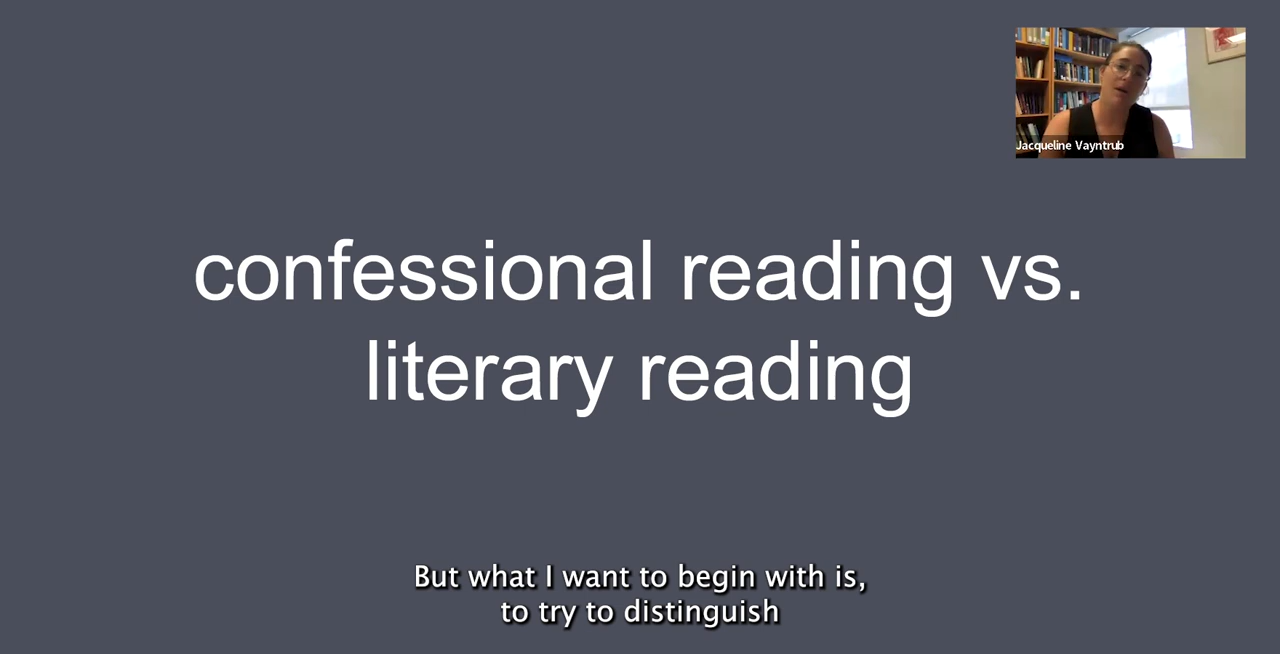 Jacqueline Vayntrub
confessional reading vs.
literary reading
But what I want to begin with is,
to try to distinguish